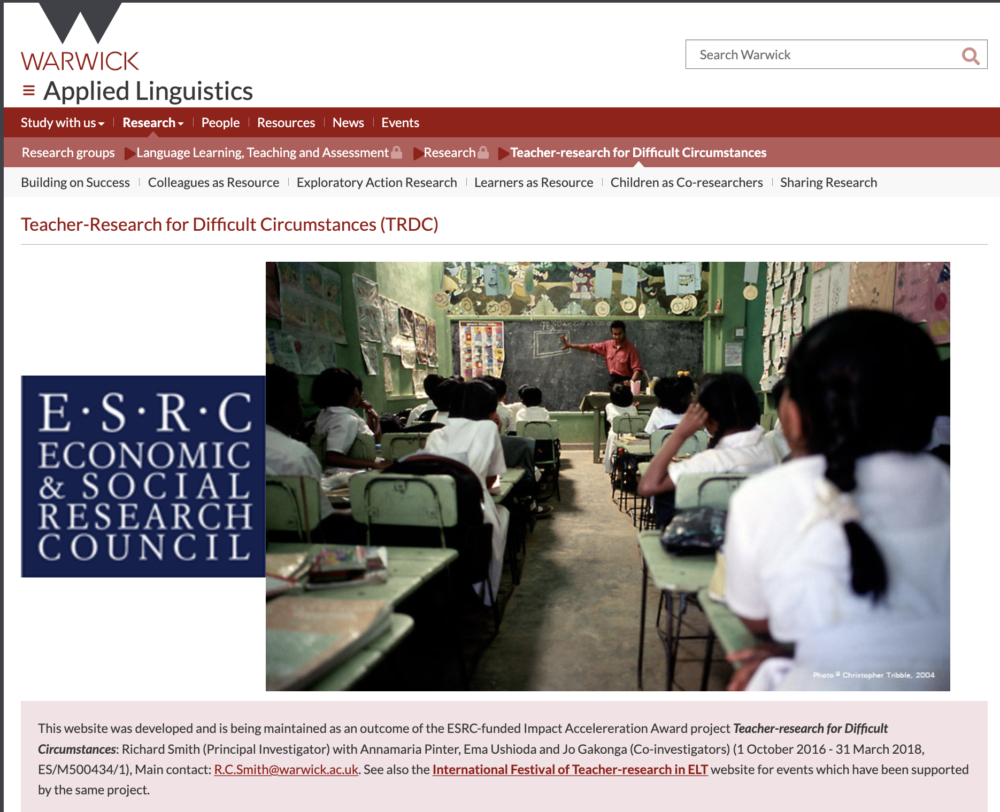 WARWICK
Search Warwick
Applied Linguistics
Study with us
Research
People
Resources
News
Events
Research groups
Language Learning, Teaching and Assessment
Research
Teacher-research for Difficult Circumstances
Building on Success
Colleagues as Resource
Exploratory Action Research
Learners as Resource
Children as Co-researchers
Sharing Research
Teacher-Research for Difficult Circumstances (TRDC)
E·S·R·C
ECONOMIC
& SOCIAL
RESEARCH
COUNCIL
Photo © Christopher Tribble, 2004
This website was developed and is being maintained as an outcome of the ESRC-funded Impact Accelereration Award project Teacher-research for Difficult
Circumstances: Richard Smith (Principal Investigator) with Annamaria Pinter, Ema Ushioda and Jo Gakonga (Co-investigators) (1 October 2016 - 31 March 2018,
ES/M500434/1), Main contact: R.C.Smith@warwick.ac.uk. See also the International Festival of Teacher-research in ELT website for events which have been supported
by the same project.